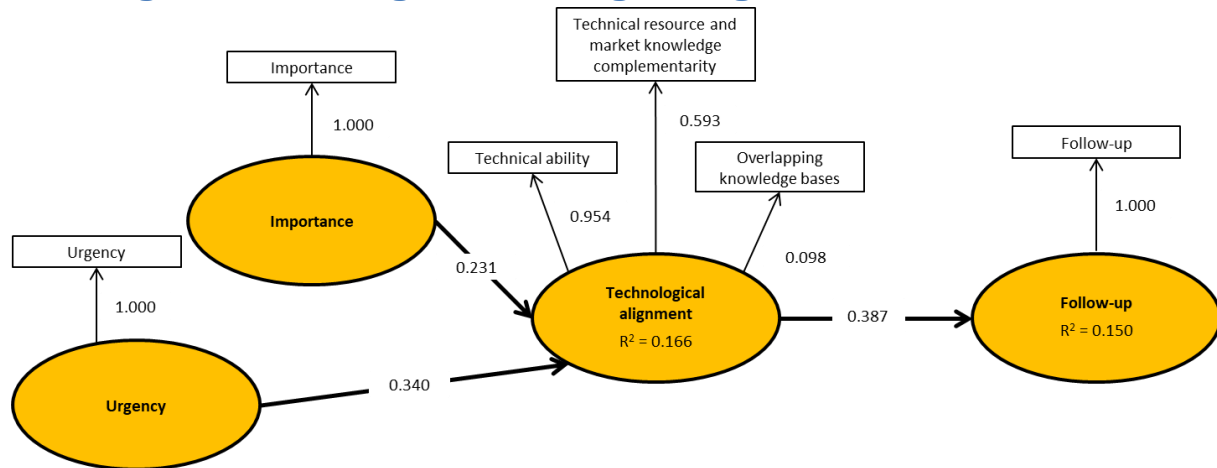 Technical resource and
market knowledge
complementarity
Importance
1.000
0.593
Technical ability
Overlapping
knowledge bases
Follow-up
1.000
0.954
Importance
Urgency
1.000
0.231
0.098
Technological
alignment
R² = 0.166
0.387
Follow-up
R² = 0.150
0.340
Urgency